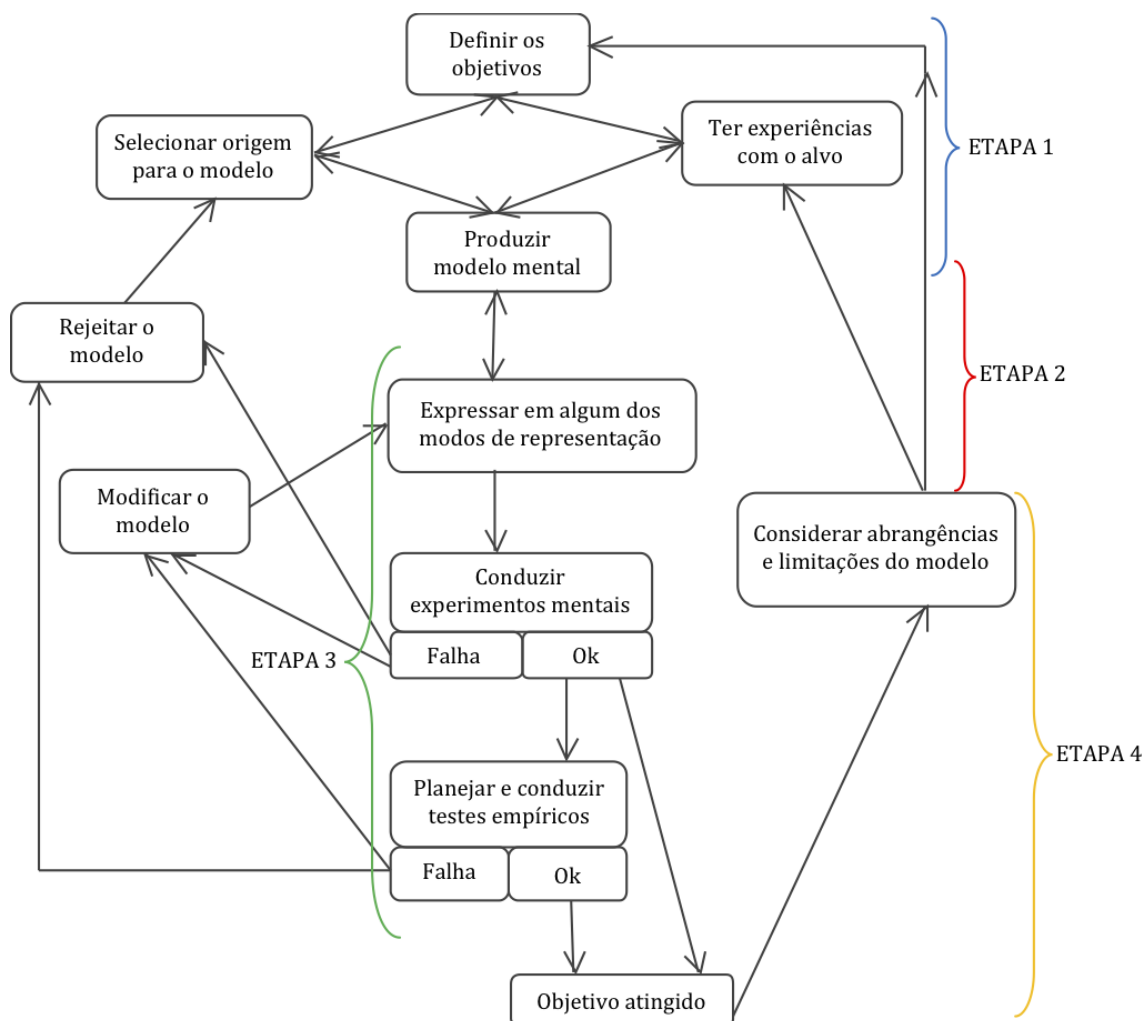 Definir os
objetivos
Selecionar origem
para o modelo
Ter experiências
com o alvo
ETAPA 1
Produzir
modelo mental
Rejeitar o
modelo
ETAPA 2
Expressar em algum dos
modos de representação
Modificar o
modelo
Considerar abrangências
e limitações do modelo
Conduzir
experimentos mentais
Falha
Ok
ETAPA 3
ETAPA 4
Planejar e conduzir
testes empíricos
Falha
Ok
Objetivo atingido